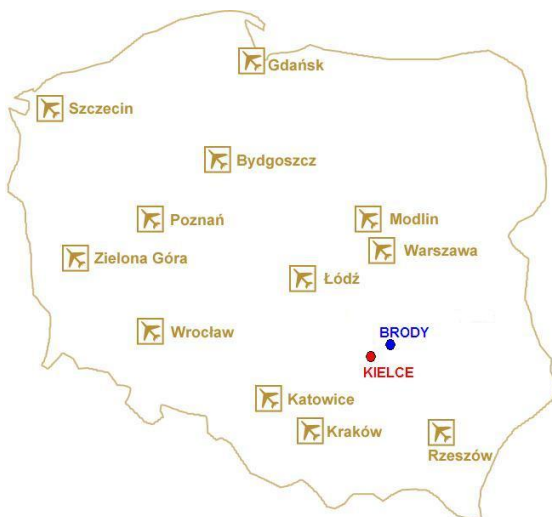 Gdańsk
Szczecin
Bydgoszcz
Poznań
Modlin
Warszawa
Zielona Góra
Łódź
Wrocław
BRODY
KIELCE
Katowice
Kraków
Rzeszów